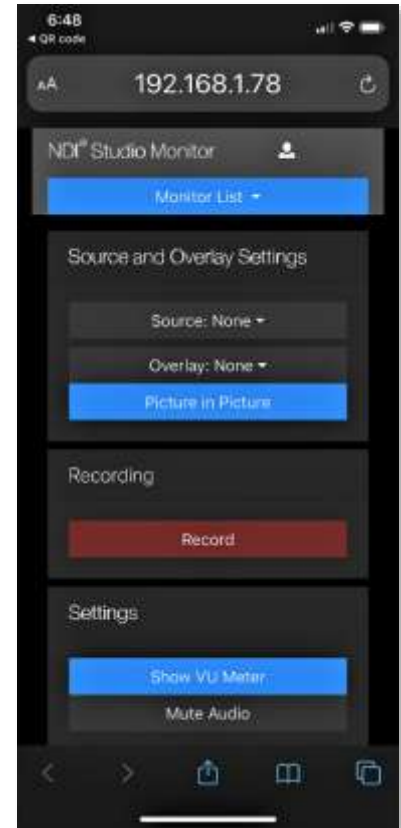 6:48
◀ QR code
AA
192.168.1.78
NDI® Studio Monitor
Monitor List
Source and Overlay Settings
Source: None
Overlay: None
Picture in Picture
Recording
Record
Settings
Show VU Meter
Mute Audio